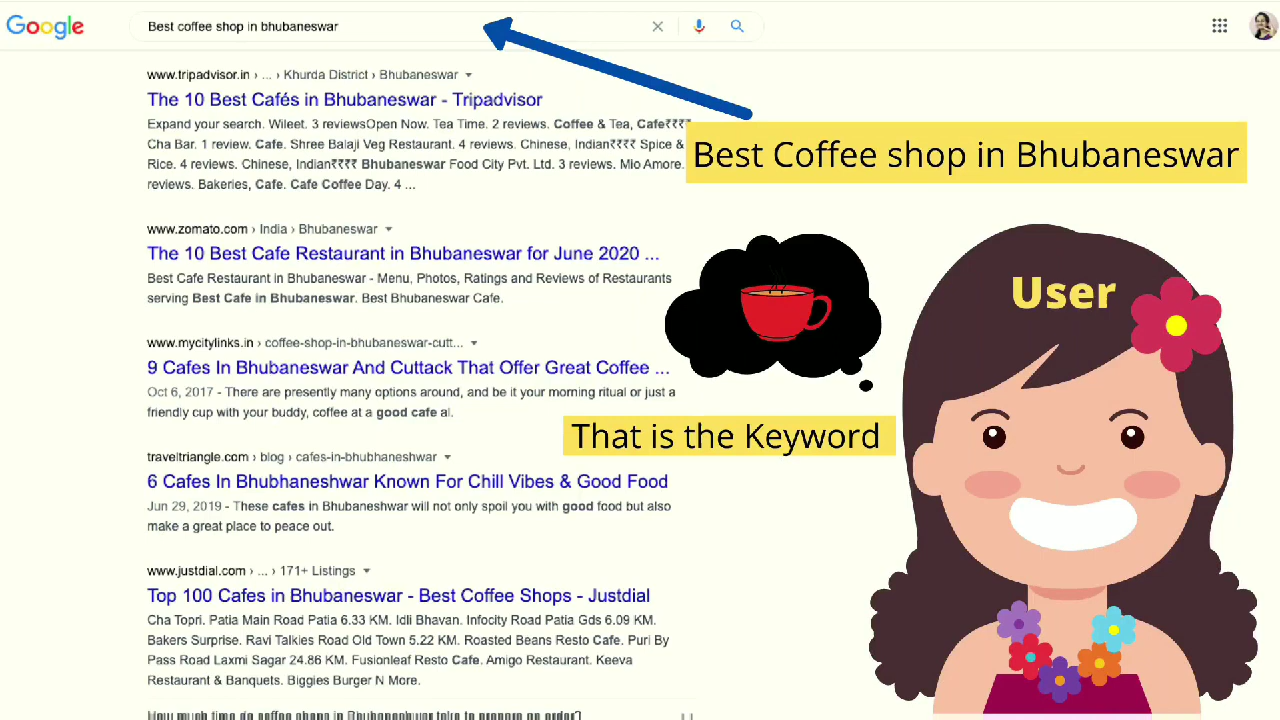 Google
Best coffee shop in bhubaneswar
www.tripadvisor.in › ... › Khurda District › Bhubaneswar
The 10 Best Cafés in Bhubaneswar - Tripadvisor
Expand your search. Wileet. 3 reviewsOpen Now. Tea Time. 2 reviews. Coffee & Tea, Cafe₹₹₹₹
Cha Bar. 1 review. Cafe. Shree Balaji Veg Restaurant. 4 reviews. Chinese, Indian₹₹₹₹ Spice &
Rice. 4 reviews. Chinese, Indian₹₹₹₹ Bhubaneswar Food City Pvt. Ltd. 3 reviews. Mio Amore.
reviews. Bakeries, Cafe. Cafe Coffee Day. 4 ...
Best Coffee shop in Bhubaneswar
www.zomato.com › India › Bhubaneswar
The 10 Best Cafe Restaurant in Bhubaneswar for June 2020 ...
Best Cafe Restaurant in Bhubaneswar - Menu, Photos, Ratings and Reviews of Restaurants
serving Best Cafe in Bhubaneswar. Best Bhubaneswar Cafe.
User
www.mycitylinks.in › coffee-shop-in-bhubaneswar-cutt...
9 Cafes In Bhubaneswar And Cuttack That Offer Great Coffee ...
Oct 6, 2017 - There are presently many options around, and be it your morning ritual or just a
friendly cup with your buddy, coffee at a good cafe al.
That is the Keyword
traveltriangle.com › blog › cafes-in-bhubhaneshwar
6 Cafes In Bhubhaneshwar Known For Chill Vibes & Good Food
Jun 29, 2019 - These cafes in Bhubaneshwar will not only spoil you with good food but also
make a great place to peace out.
www.justdial.com › ... › 171+ Listings
Top 100 Cafes in Bhubaneswar - Best Coffee Shops - Justdial
Cha Topri. Patia Main Road Patia 6.33 KM. Idli Bhavan. Infocity Road Patia Gds 6.09 KM.
Bakers Surprise. Ravi Talkies Road Old Town 5.22 KM. Roasted Beans Resto Cafe. Puri By
Pass Road Laxmi Sagar 24.86 KM. Fusionleaf Resto Cafe. Amigo Restaurant. Keeva
Restaurant & Banquets. Biggies Burger N More.
How much time do coffee shops in Bhubaneswar take to prepare an order?